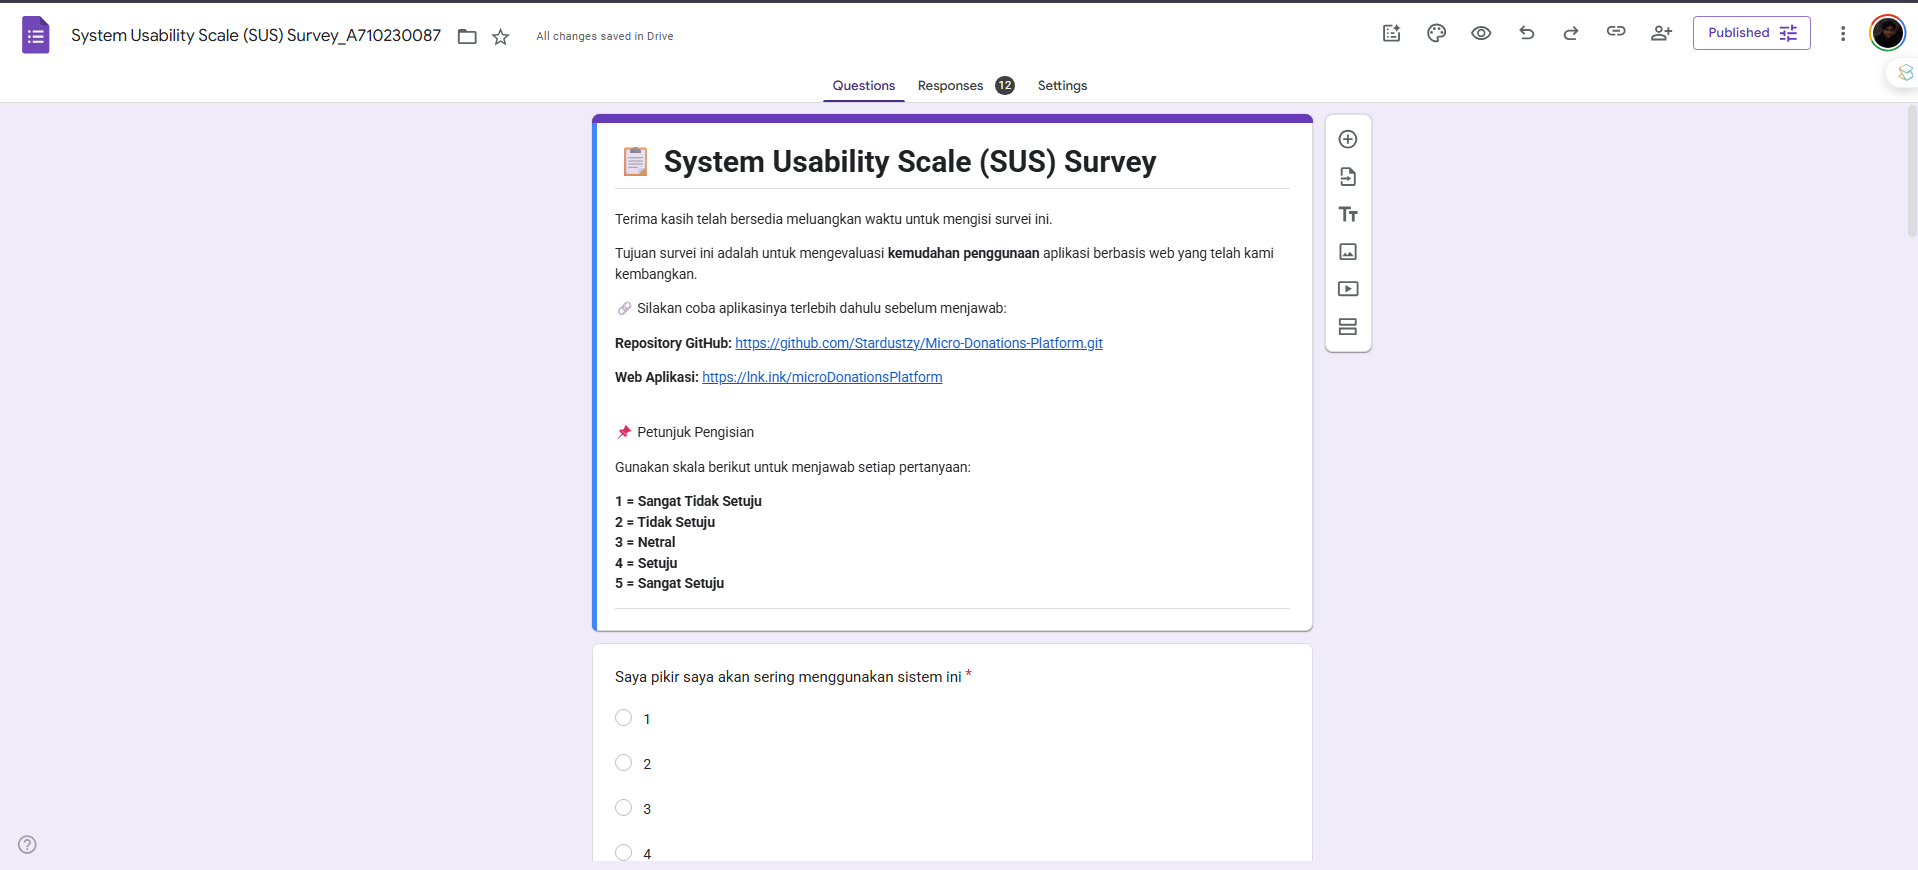 System Usability Scale (SUS) Survey_A710230087
All changes saved in Drive
Published
Questions
Responses 12
Settings
System Usability Scale (SUS) Survey
Terima kasih telah bersedia meluangkan waktu untuk mengisi survei ini.
Tujuan survei ini adalah untuk mengevaluasi kemudahan penggunaan aplikasi berbasis web yang telah kami
kembangkan.
Silakan coba aplikasinya terlebih dahulu sebelum menjawab:
Repository GitHub: https://github.com/Stardustzy/Micro-Donations-Platform.git
Web Aplikasi: https://lnk.ink/microDonationsPlatform
Petunjuk Pengisian
Gunakan skala berikut untuk menjawab setiap pertanyaan:
1 = Sangat Tidak Setuju
2 = Tidak Setuju
3 = Netral
4 = Setuju
5 = Sangat Setuju
Saya pikir saya akan sering menggunakan sistem ini *
1
2
3
4